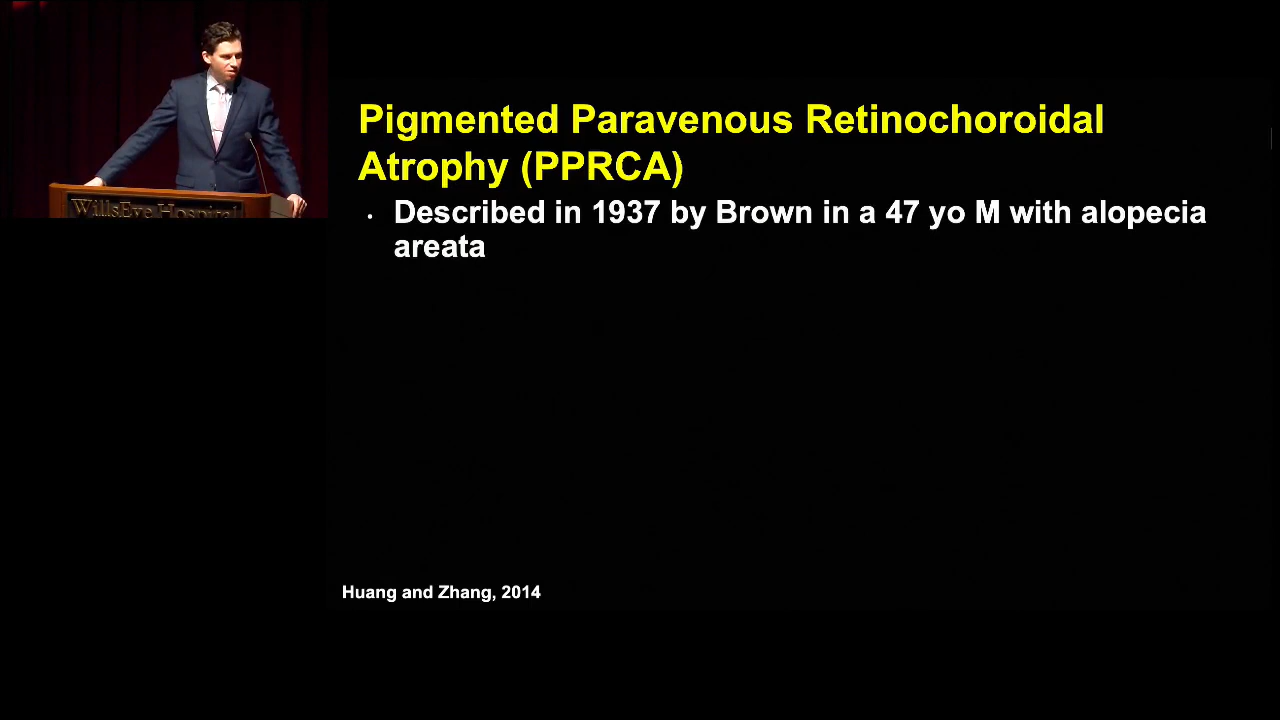 Pigmented Paravenous Retinochoroidal
Atrophy (PPRCA)
• Described in 1937 by Brown in a 47 yo M with alopecia
areata
Huang and Zhang, 2014
WillsEye Hospital